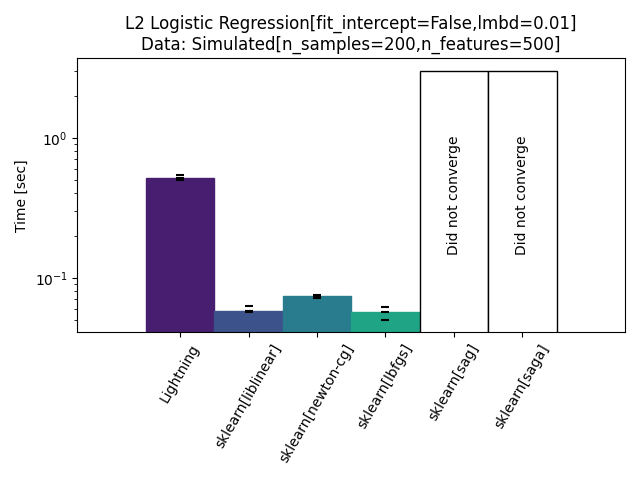 L2 Logistic Regression[fit_intercept=False,lmbd=0.01]
Data: Simulated[n_samples=200,n_features=500]
Time [sec]
10⁰
10⁻¹
Did not converge
Did not converge
Lightning
sklearn[liblinear]
sklearn[newton-cg]
sklearn[lbfgs]
sklearn[sag]
sklearn[saga]